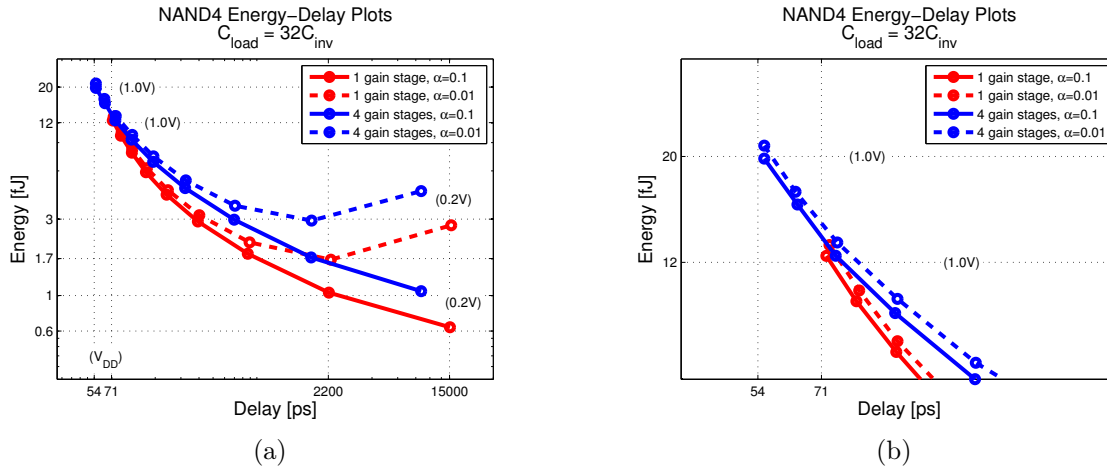 NAND4 Energy−Delay Plots
C_load = 32C_inv
20
12
3
1.7
1
0.6
Energy [fJ]
(1.0V)
(1.0V)
(0.2V)
(0.2V)
(V_DD)
1 gain stage, α=0.1
1 gain stage, α=0.01
4 gain stages, α=0.1
4 gain stages, α=0.01
54 71 2200 15000
Delay [ps]
(a)
NAND4 Energy−Delay Plots
C_load = 32C_inv
20
12
Energy [fJ]
(1.0V)
(1.0V)
1 gain stage, α=0.1
1 gain stage, α=0.01
4 gain stages, α=0.1
4 gain stages, α=0.01
54 71
Delay [ps]
(b)